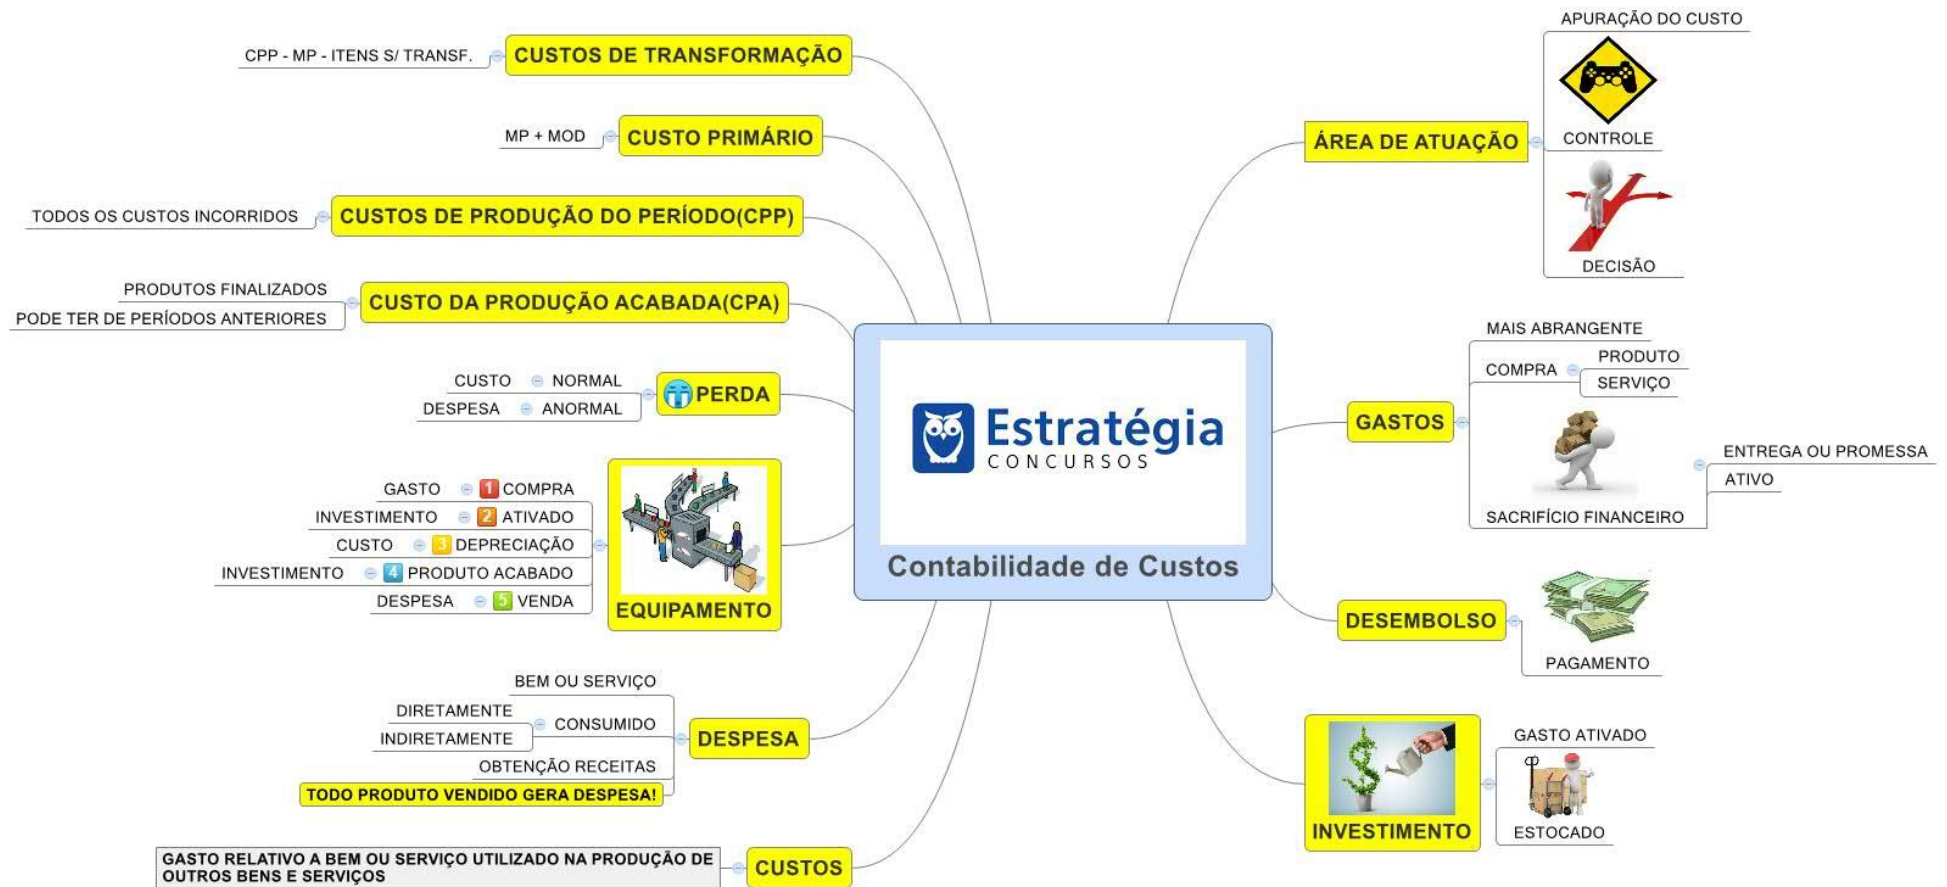 CUSTOS DE TRANSFORMAÇÃO
CPP - MP - ITENS S/ TRANSF.
CUSTO PRIMÁRIO
MP + MOD
CUSTOS DE PRODUÇÃO DO PERÍODO(CPP)
TODOS OS CUSTOS INCORRIDOS
CUSTO DA PRODUÇÃO ACABADA(CPA)
PRODUTOS FINALIZADOS
PODE TER DE PERÍODOS ANTERIORES
PERDA
CUSTO NORMAL
DESPESA ANORMAL
EQUIPAMENTO
GASTO 1 COMPRA
INVESTIMENTO 2 ATIVADO
CUSTO 3 DEPRECIAÇÃO
INVESTIMENTO 4 PRODUTO ACABADO
DESPESA 5 VENDA
DESPESA
BEM OU SERVIÇO
DIRETAMENTE
INDIRETAMENTE
CONSUMIDO
OBTENÇÃO RECEITAS
TODO PRODUTO VENDIDO GERA DESPESA!
CUSTOS
GASTO RELATIVO A BEM OU SERVIÇO UTILIZADO NA PRODUÇÃO DE
OUTROS BENS E SERVIÇOS
Estratégia
CONCURSOS
Contabilidade de Custos
ÁREA DE ATUAÇÃO
APURAÇÃO DO CUSTO
CONTROLE
DECISÃO
GASTOS
MAIS ABRANGENTE
COMPRA
PRODUTO
SERVIÇO
SACRIFÍCIO FINANCEIRO
ENTREGA OU PROMESSA
ATIVO
DESEMBOLSO
PAGAMENTO
INVESTIMENTO
GASTO ATIVADO
ESTOCADO